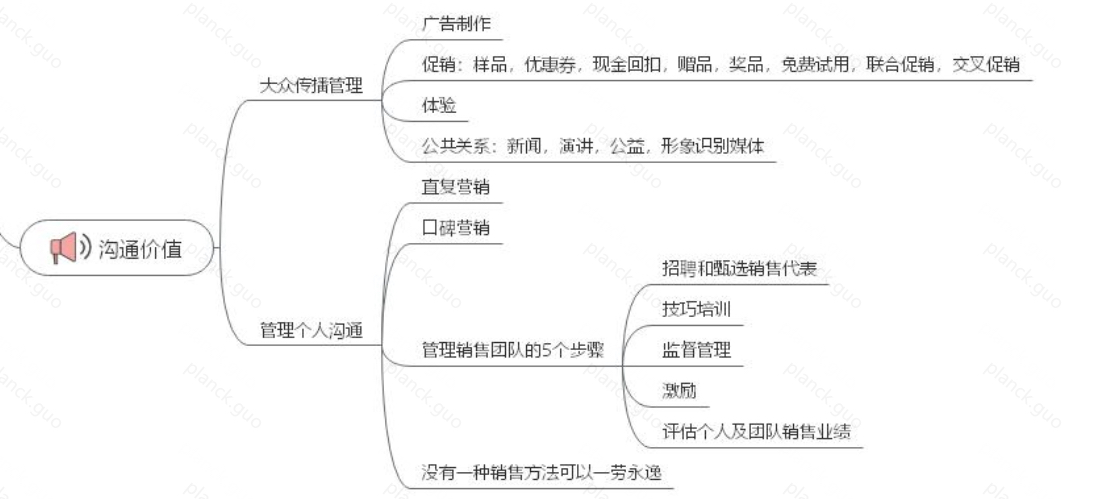 广告制作
促销：样品，优惠券，现金回扣，赠品，奖品，免费试用，联合促销，交叉促销
大众传播管理
体验
公共关系：新闻，演讲，公益，形象识别媒体
直复营销
口碑营销
沟通价值
招聘和甄选销售代表
技巧培训
管理个人沟通
管理销售团队的5个步骤
监督管理
激励
评估个人及团队销售业绩
没有一种销售方法可以一劳永逸
planck.guo